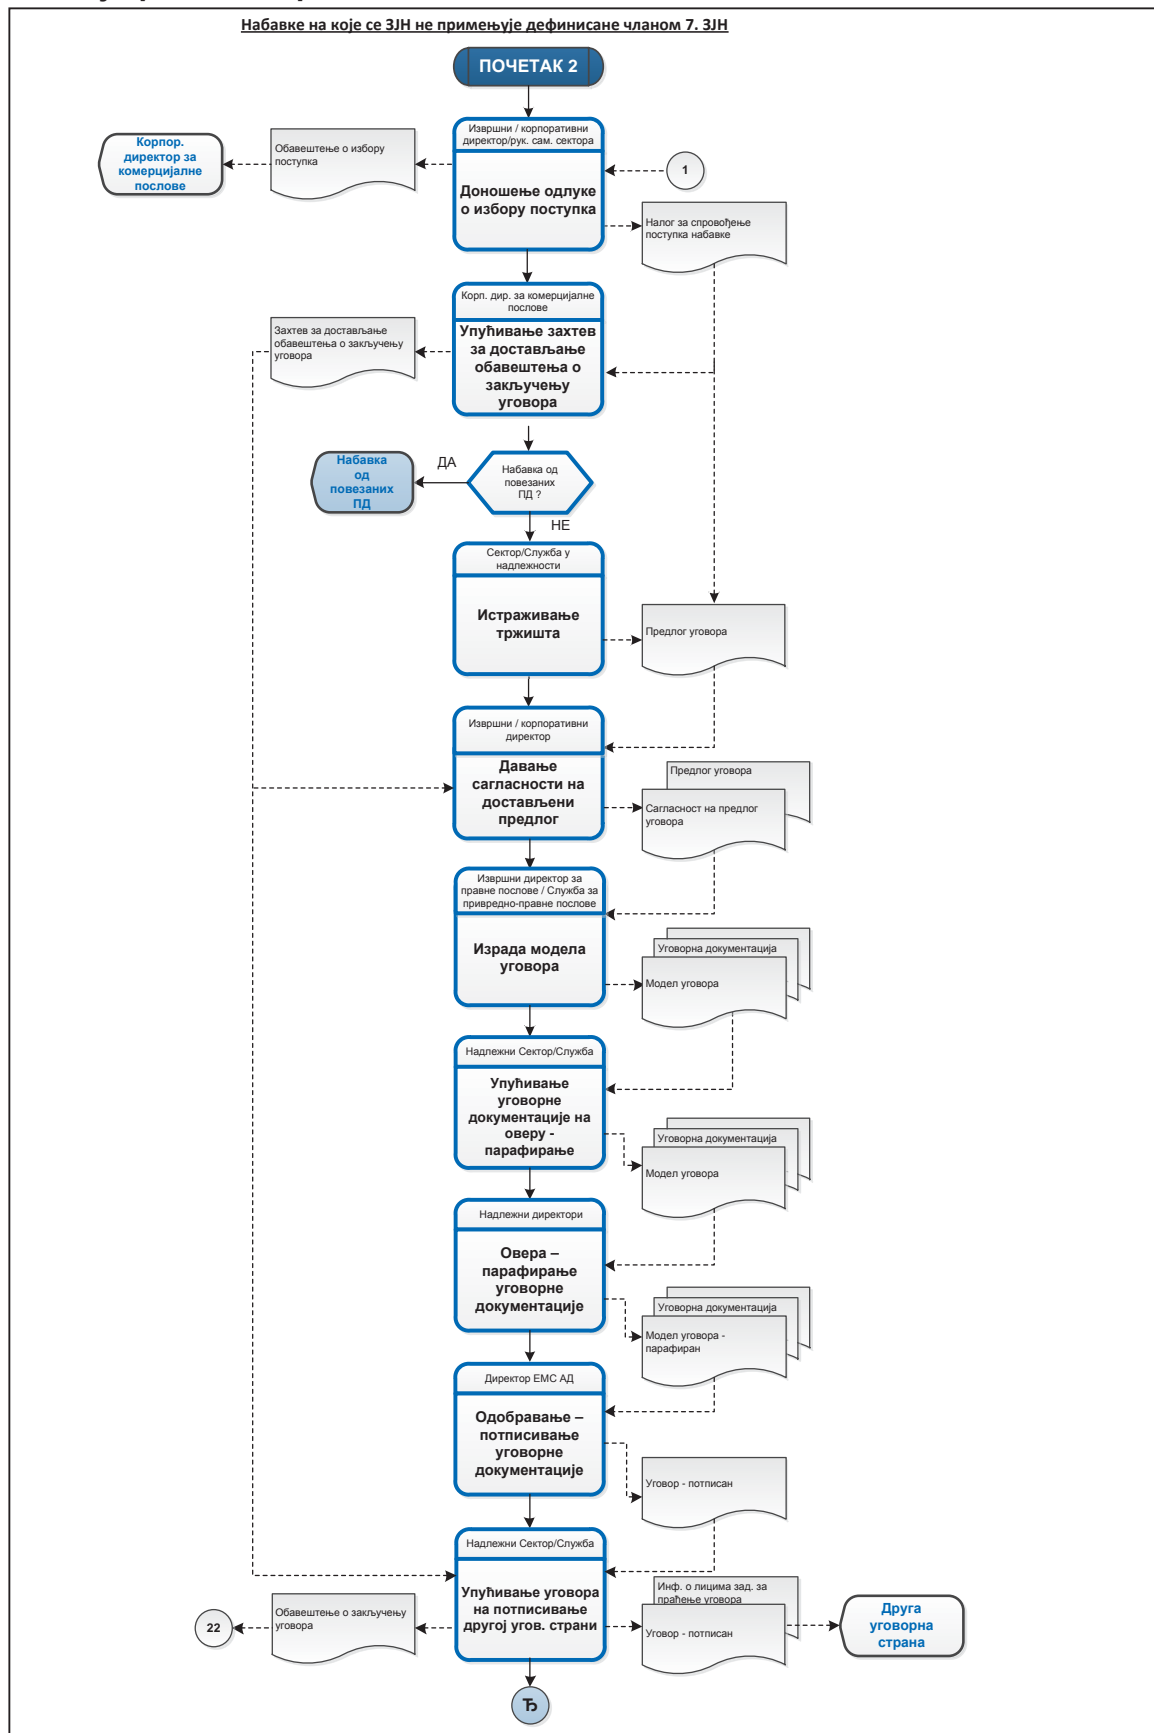 Набавке на које се ЗЈН не примењује дефинисане чланом 7. ЗЈН
ПОЧЕТАК 2
Извршни / корпоративни
директор/рук. сам. сектора
Доношење одлуке
о избору поступка
Обавештење о избору
поступка
Корпор.
директор за
комерцијалне
послове
1
Налог за спровођење
поступка набавке
Корп. дир. за комерцијалне
послове
Упућивање захтев
за достављање
обавештења о
закључењу
уговора
Захтев за достављање
обавештења о закључењу
уговора
Набавка од
повезаних
ПД ?
ДА
Набавка
од
повезаних
ПД
НЕ
Сектор/Служба у
надлежности
Истраживање
тржишта
Предлог уговора
Извршни / корпоративни
директор
Давање
сагласности на
достављени
предлог
Предлог уговора
Сагласност на предлог
уговора
Извршни директор за
правне послове / Служба за
привредно-правне послове
Израда модела
уговора
Уговорна документација
Модел уговора
Надлежни Сектор/Служба
Упућивање
уговорне
документације на
оверу -
парафирање
Уговорна документација
Модел уговора
Надлежни директори
Овера –
парафирање
уговорне
документације
Уговорна документација
Модел уговора -
парафиран
Директор ЕМС АД
Одобравање –
потписивање
уговорне
документације
Уговор - потписан
Надлежни Сектор/Служба
Упућивање уговора
на потписивање
другој угов. страни
Обавештење о закључењу
уговора
22
Инф. о лицима зад. за
праћење уговора
Уговор - потписан
Друга
уговорна
страна
Ђ